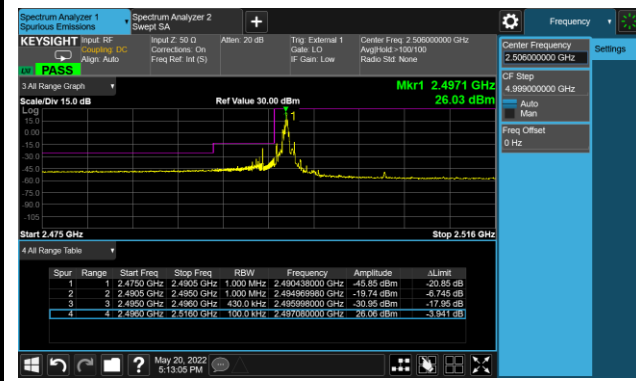 Spectrum Analyzer 1
Spurious Emissions
Spectrum Analyzer 2
Swept SA
+
Frequency
KEYSIGHT
Input: RF
Coupling: DC
Align: Auto
Input Z: 50 Ω
Corrections: On
Freq Ref: Int (S)
Atten: 20 dB
Trig: External 1
Gate: LO
IF Gain: Low
Center Freq: 2.506000000 GHz
Avg|Hold:>100/100
Radio Std: None
PASS
Center Frequency
2.506000000 GHz
Settings
CF Step
4.999000000 GHz
Auto
Man
Freq Offset
0 Hz
3 All Range Graph
Mkr1 2.4971 GHz
26.03 dBm
Scale/Div 15.0 dB
Ref Value 30.00 dBm
Log
15.0
0.00
-15.0
-30.0
-45.0
-60.0
-75.0
-90.0
-105
1
Start 2.475 GHz
Stop 2.516 GHz
4 All Range Table
Spur Range Start Freq Stop Freq RBW Frequency Amplitude ΔLimit
1 1 2.4750 GHz 2.4905 GHz 1.000 MHz 2.490438000 GHz -45.85 dBm -20.85 dB
2 2 2.4905 GHz 2.4950 GHz 1.000 MHz 2.494969980 GHz -19.74 dBm -6.745 dB
3 3 2.4950 GHz 2.4960 GHz 430.0 kHz 2.495998000 GHz -30.95 dBm -17.95 dB
4 4 2.4960 GHz 2.5160 GHz 100.0 kHz 2.497080000 GHz 26.06 dBm -3.941 dB
?
May 20, 2022
5:13:05 PM